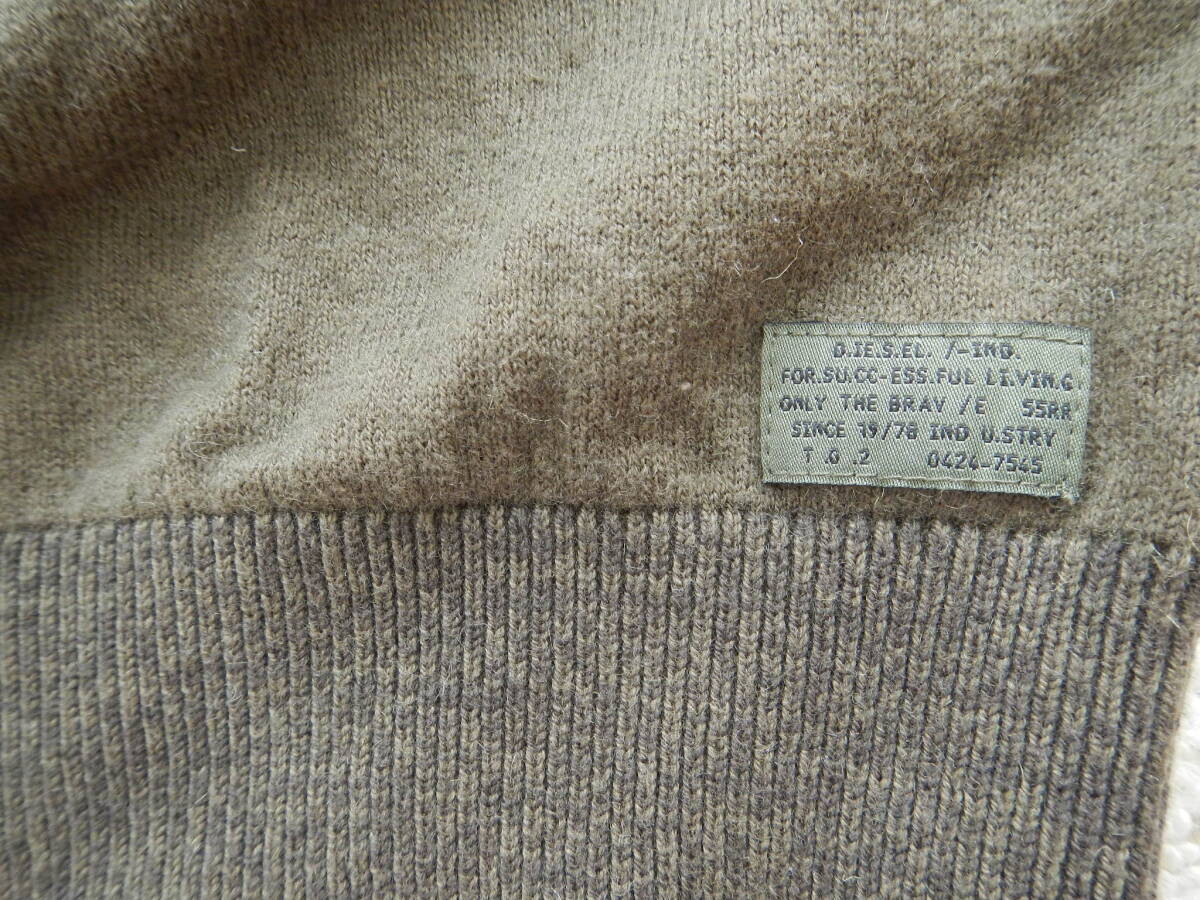 D.IE.S.EL. /-IND.
FOR.SU.CC-ESS.FUL LI.VIN.G
ONLY THE BRAV /E 55RR
SINCE 19/78 IND U.STRY
T .0 .2 0424-7545